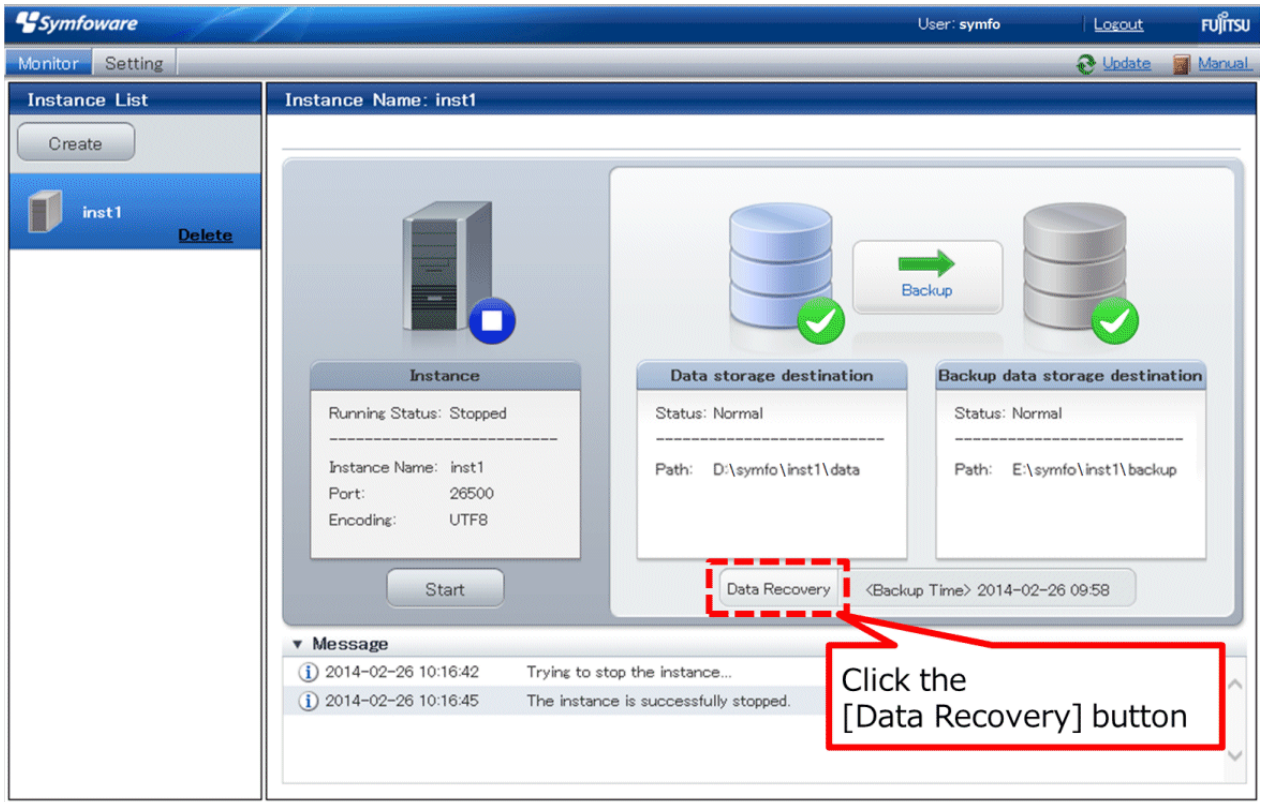 Symfoware
User: symfo
Logout
FUJITSU
Monitor
Setting
Update
Manual
Instance List
Create
inst1
Delete
Instance Name: inst1
Backup
Instance
Running Status: Stopped
Instance Name: inst1
Port: 26500
Encoding: UTF8
Start
Data storage destination
Status: Normal
Path: D:\symfo\inst1\data
Backup data storage destination
Status: Normal
Path: E:\symfo\inst1\backup
Data Recovery
<Backup Time> 2014-02-26 09:58
Message
2014-02-26 10:16:42 Trying to stop the instance...
2014-02-26 10:16:45 The instance is successfully stopped.
Click the
[Data Recovery] button